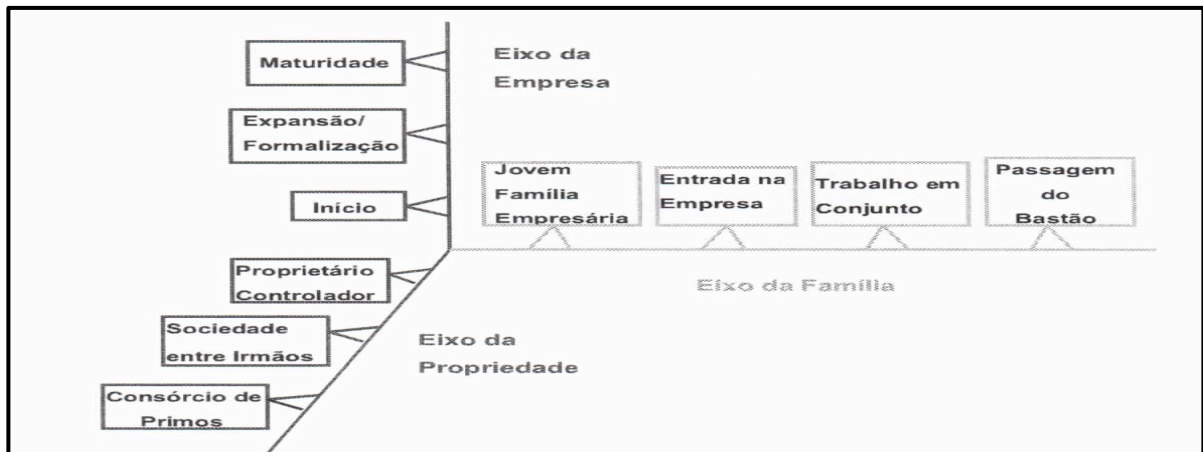 Maturidade
Eixo da
Empresa
Expansão/
Formalização
Início
Jovem
Família
Empresária
Entrada na
Empresa
Trabalho em
Conjunto
Passagem
do
Bastão
Eixo da Família
Proprietário
Controlador
Sociedade
entre Irmãos
Eixo da
Propriedade
Consórcio de
Primos